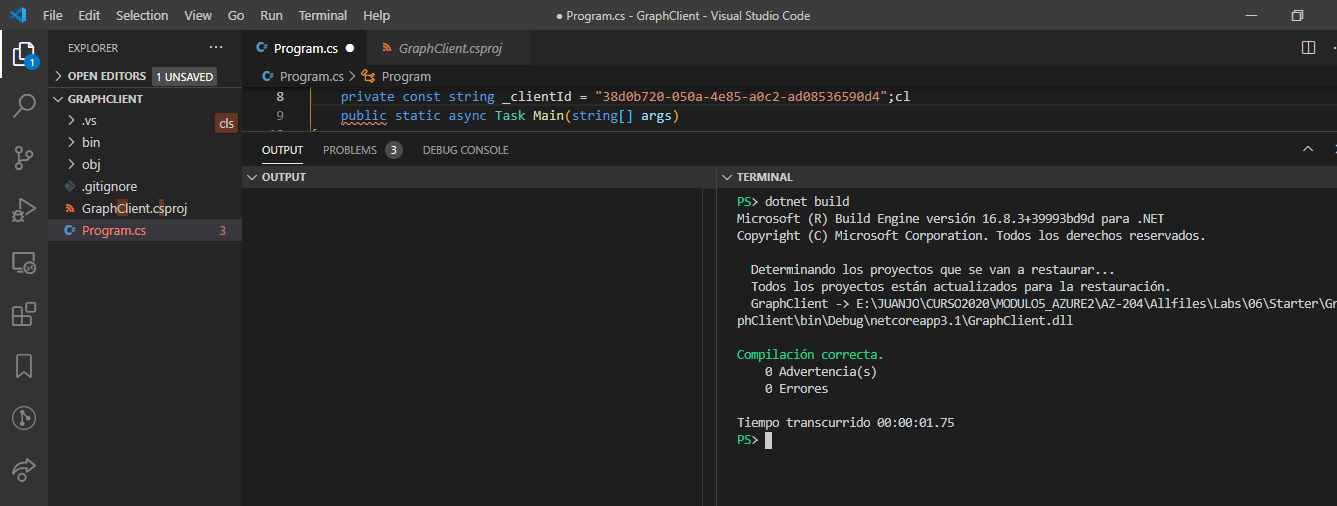 File Edit Selection View Go Run Terminal Help ● Program.cs - GraphClient - Visual Studio Code
EXPLORER ···
OPEN EDITORS 1 UNSAVED
GRAPHCLIENT
.vs
cls
bin
obj
.gitignore
GraphClient.csproj
Program.cs 3
1
Program.cs ●
GraphClient.csproj
Program.cs > Program
8 private const string _clientId = "38d0b720-050a-4e85-a0c2-ad08536590d4";cl
9 public static async Task Main(string[] args)
OUTPUT PROBLEMS 3 DEBUG CONSOLE
OUTPUT
TERMINAL
PS> dotnet build
Microsoft (R) Build Engine versión 16.8.3+39993bd9d para .NET
Copyright (C) Microsoft Corporation. Todos los derechos reservados.
Determinando los proyectos que se van a restaurar...
Todos los proyectos están actualizados para la restauración.
GraphClient -> E:\JUANJO\CURSO2020\MODULO5_AZURE2\AZ-204\Allfiles\Labs\06\Starter\Gr
phClient\bin\Debug\netcoreapp3.1\GraphClient.dll
Compilación correcta.
0 Advertencia(s)
0 Errores
Tiempo transcurrido 00:00:01.75
PS>